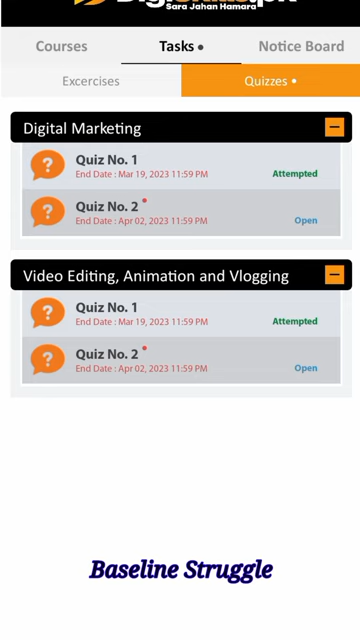 DigiSkills.pk
Sara Jahan Hamara
Courses
Tasks
Notice Board
Excercises
Quizzes
Digital Marketing
Quiz No. 1
End Date : Mar 19, 2023 11:59 PM
Attempted
Quiz No. 2
End Date : Apr 02, 2023 11:59 PM
Open
Video Editing, Animation and Vlogging
Quiz No. 1
End Date : Mar 19, 2023 11:59 PM
Attempted
Quiz No. 2
End Date : Apr 02, 2023 11:59 PM
Open
Baseline Struggle